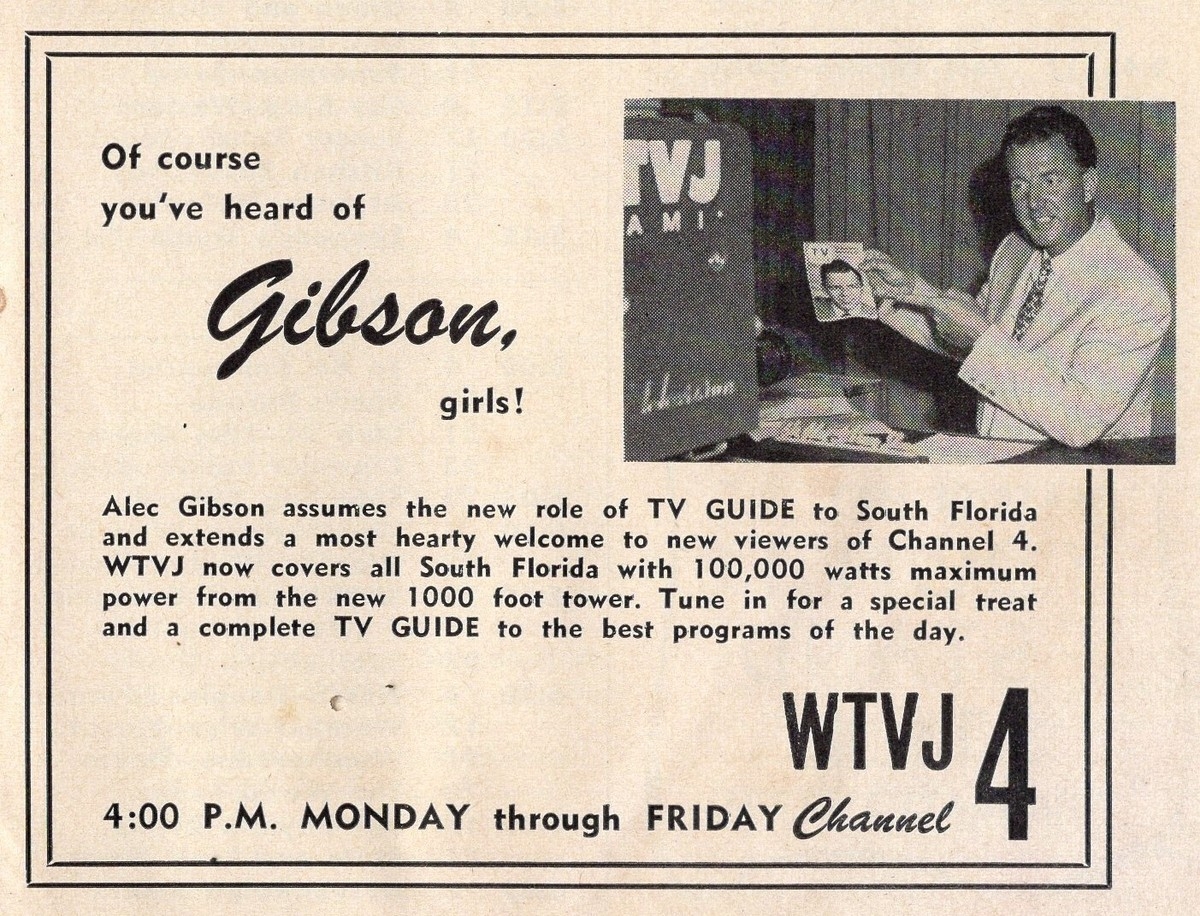 Of course
you've heard of
Gibson,
girls!
TVJ
AMI
TV
Television
Alec Gibson assumes the new role of TV GUIDE to South Florida
and extends a most hearty welcome to new viewers of Channel 4.
WTVJ now covers all South Florida with 100,000 watts maximum
power from the new 1000 foot tower. Tune in for a special treat
and a complete TV GUIDE to the best programs of the day.
WTVJ 4
4:00 P.M. MONDAY through FRIDAY Channel